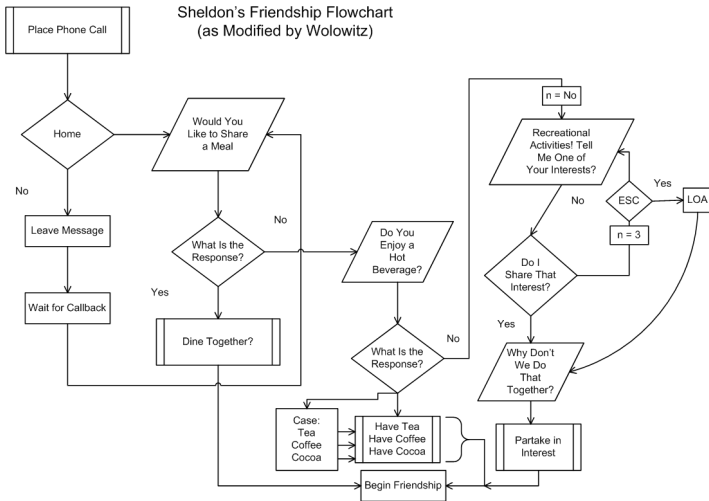 Sheldon's Friendship Flowchart
(as Modified by Wolowitz)
Place Phone Call
Home
No
Leave Message
Wait for Callback
Would You
Like to Share
a Meal
What Is the
Response?
No
Yes
Dine Together?
Do You
Enjoy a
Hot
Beverage?
What Is the
Response?
No
Case:
Tea
Coffee
Cocoa
Have Tea
Have Coffee
Have Cocoa
n = No
Recreational
Activities! Tell
Me One of
Your Interests?
No
ESC
Yes
LOA
n = 3
Do I
Share That
Interest?
Yes
Why Don't
We Do
That
Together?
Partake in
Interest
Begin Friendship